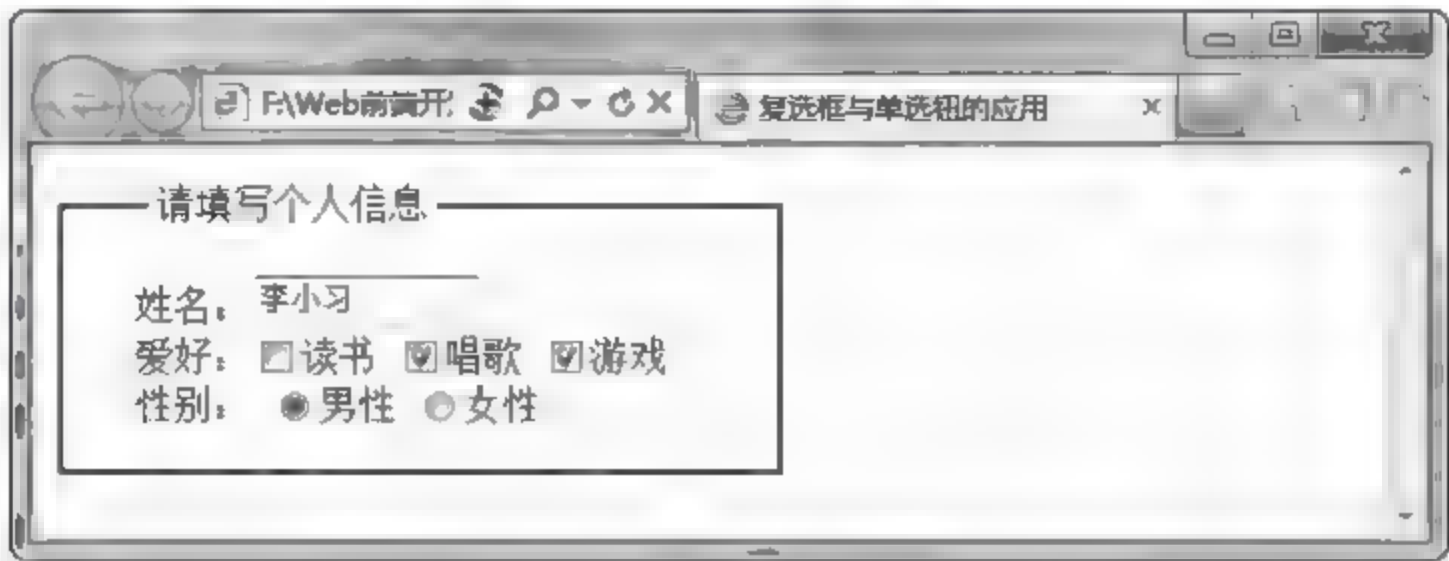 F:\Web前端开
复选框与单选钮的应用
请填写个人信息
姓名： 李小习
爱好： 读书 唱歌 游戏
性别： 男性 女性